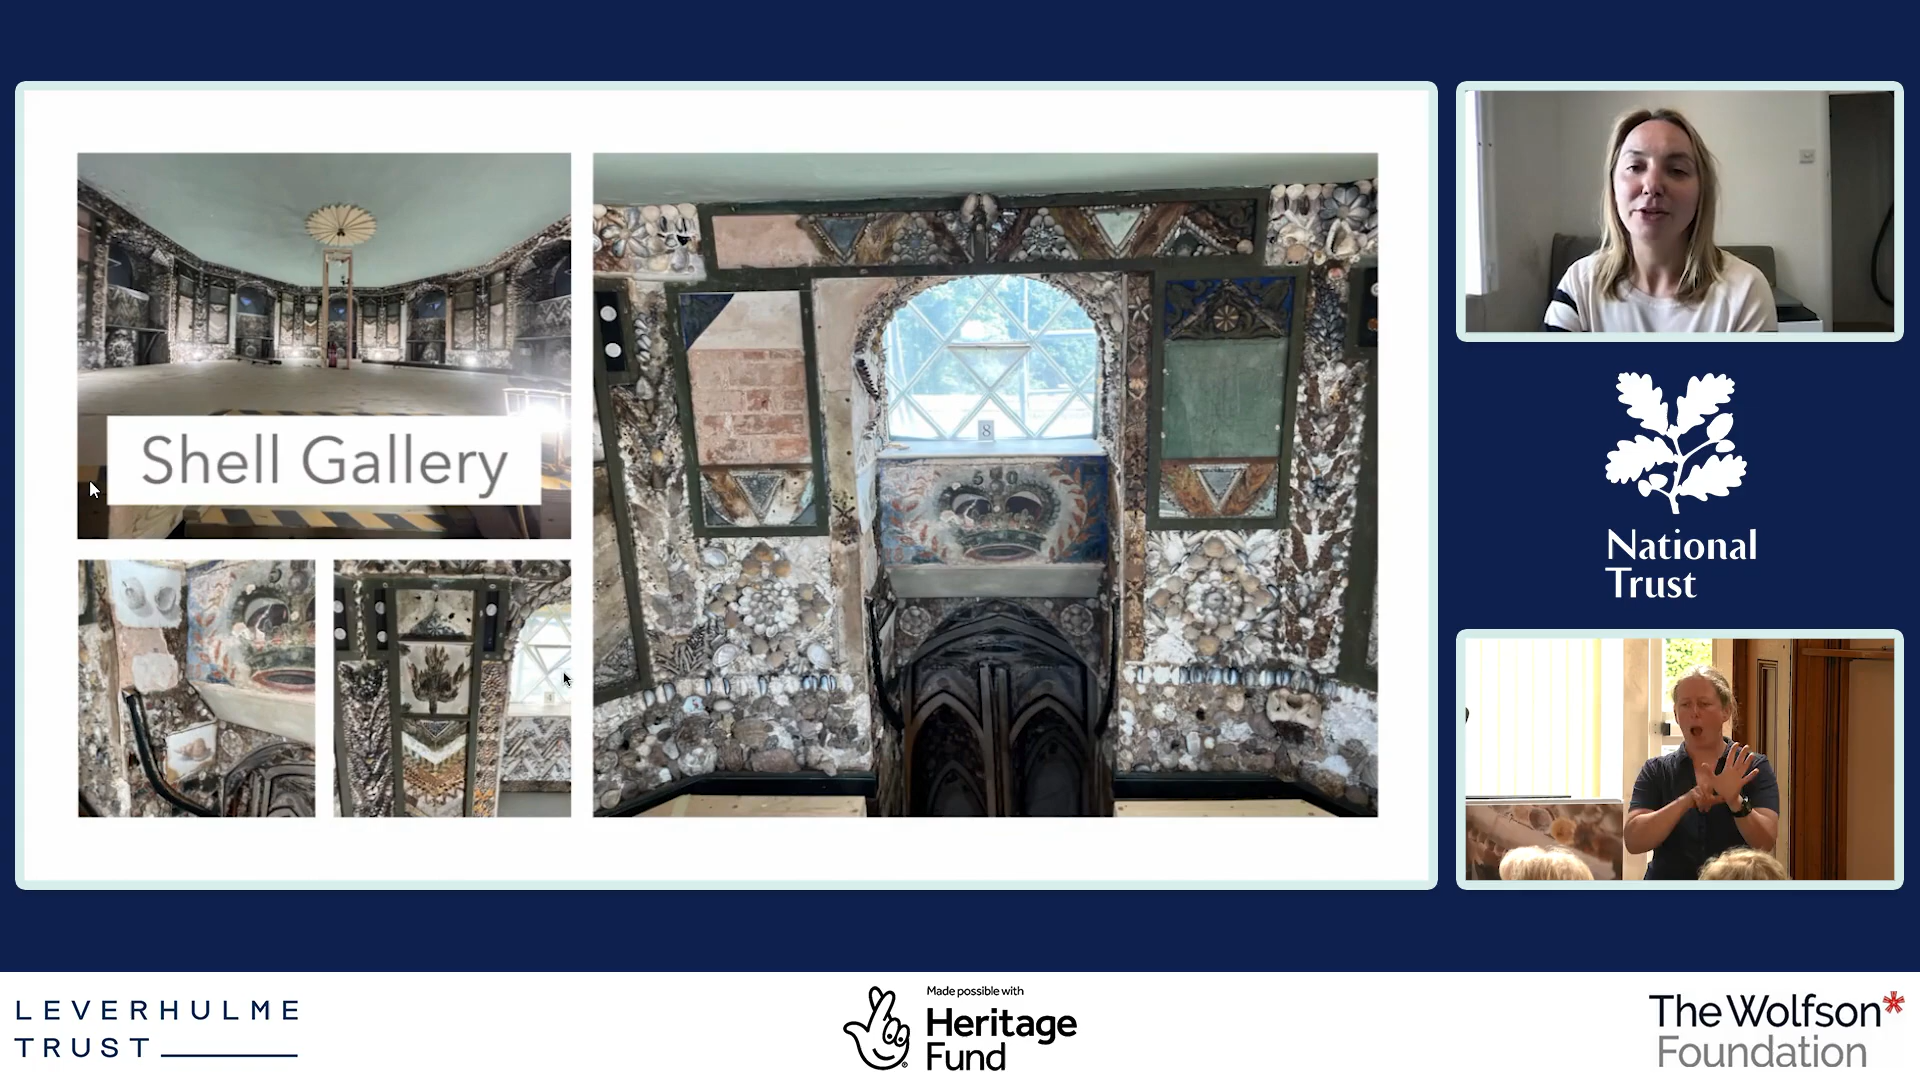 Shell Gallery
8
National
Trust
LEVERHULME
TRUST
Made possible with
Heritage
Fund
The Wolfson
Foundation